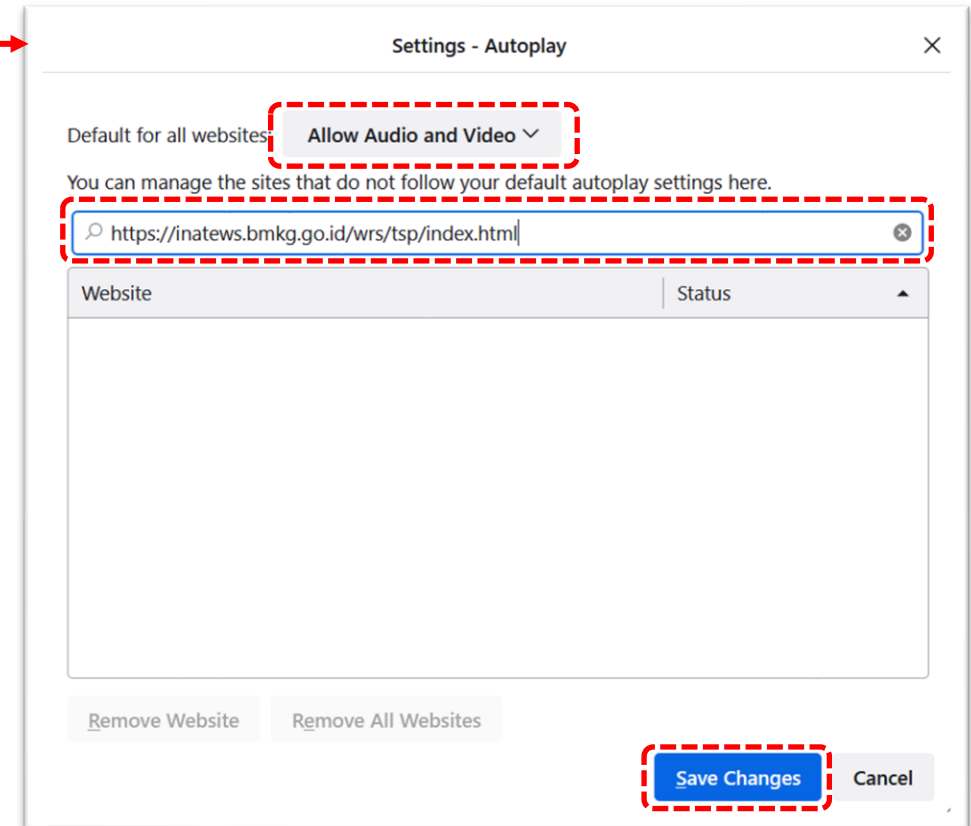 Settings - Autoplay
Default for all websites: Allow Audio and Video
You can manage the sites that do not follow your default autoplay settings here.
https://inatews.bmkg.go.id/wrs/tsp/index.html
Website Status
Remove Website Remove All Websites
Save Changes Cancel